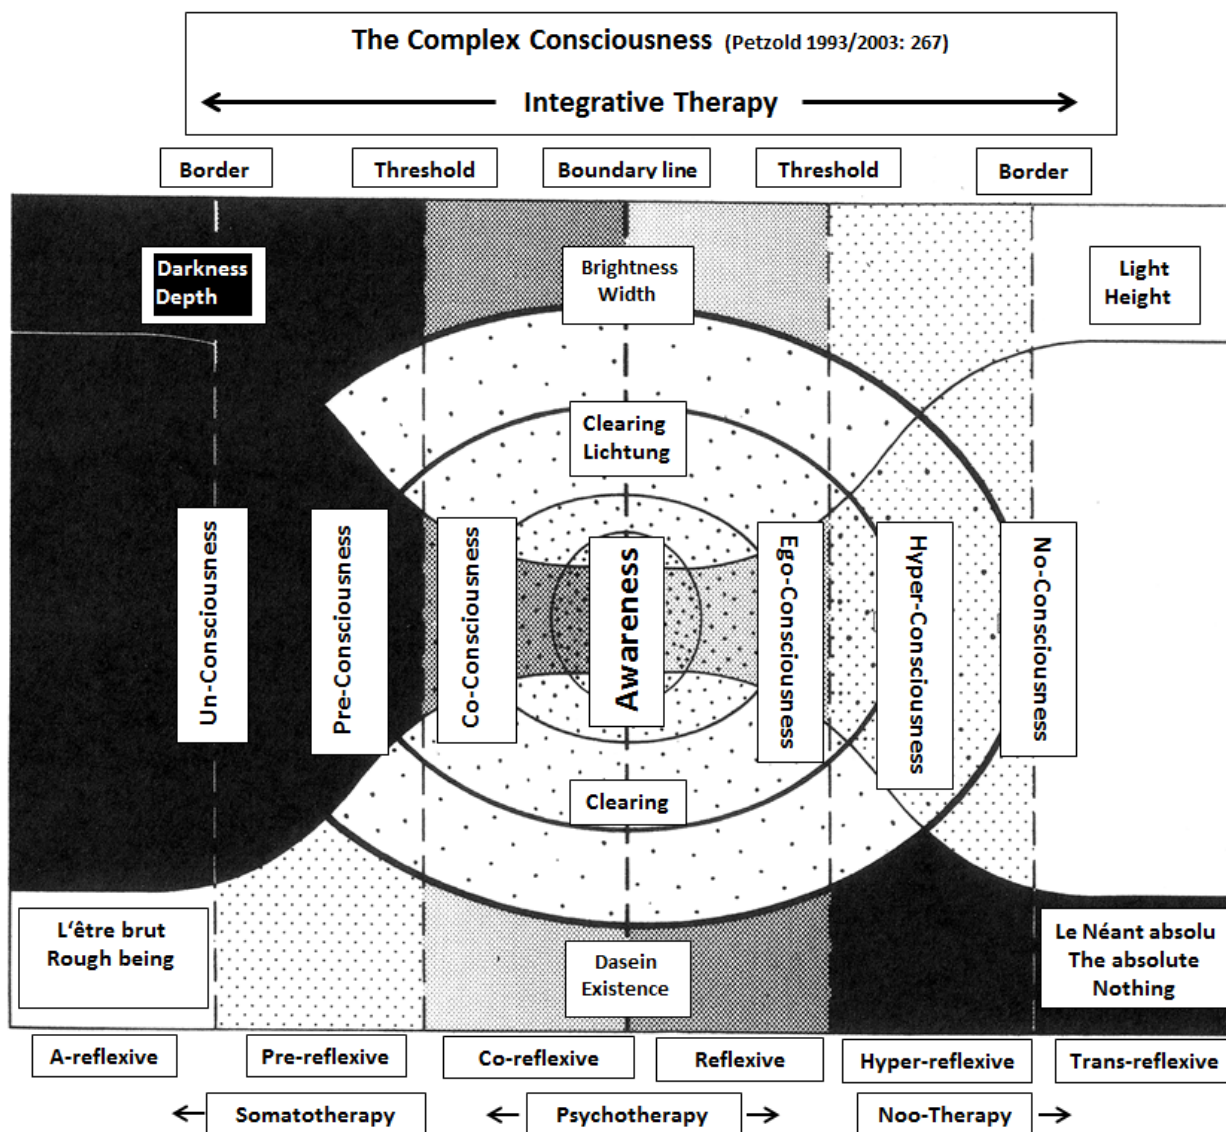 The Complex Consciousness (Petzold 1993/2003: 267)
Integrative Therapy
Border
Threshold
Boundary line
Threshold
Border
Darkness
Depth
Brightness
Width
Light
Height
Clearing
Lichtung
Un-Consciousness
Pre-Consciousness
Co-Consciousness
Awareness
Ego-Consciousness
Hyper-Consciousness
No-Consciousness
Clearing
L‘être brut
Rough being
Dasein
Existence
Le Néant absolu
The absolute
Nothing
A-reflexive
Pre-reflexive
Co-reflexive
Reflexive
Hyper-reflexive
Trans-reflexive
Somatotherapy
Psychotherapy
Noo-Therapy